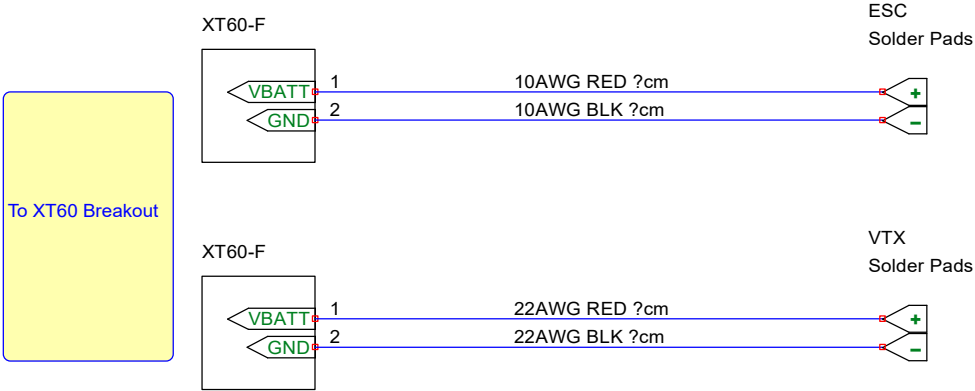 XT60-F
ESC
Solder Pads
VBATT
1
10AWG RED ?cm
+
GND
2
10AWG BLK ?cm
-
To XT60 Breakout
XT60-F
VTX
Solder Pads
VBATT
1
22AWG RED ?cm
+
GND
2
22AWG BLK ?cm
-